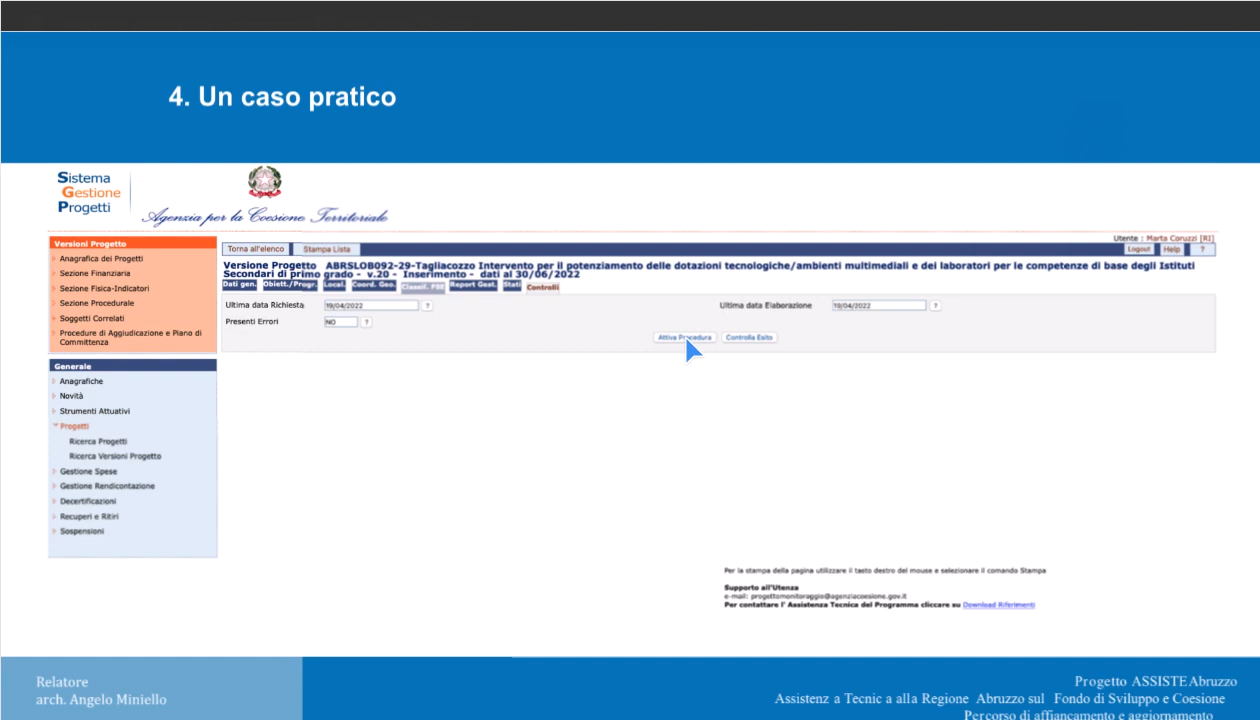 4. Un caso pratico
Sistema
Gestione
Progetti
Agenzia per la Coesione Territoriale
Utente : Marta Coruzzi [RI]
Versioni Progetto
Anagrafica dei Progetti
Sezione Finanziaria
Sezione Fisica-Indicatori
Sezione Procedurale
Soggetti Correlati
Procedure di Aggiudicazione e Piano di
Committenza
Generale
Anagrafiche
Novità
Strumenti Attuativi
Progetti
Ricerca Progetti
Ricerca Versioni Progetto
Gestione Spese
Gestione Rendicontazione
Decertificazioni
Recuperi e Ritiri
Sospensioni
Torna all'elenco Stampa Lista Logout Help ?
Versione Progetto ABRSLOB092-29-Tagliacozzo Intervento per il potenziamento delle dotazioni tecnologiche/ambienti multimediali e dei laboratori per le competenze di base degli Istituti
Secondari di primo grado - v.20 - Inserimento - dati al 30/06/2022
Dati gen. Obiett./Progr. Local. Coord. Geo. Classif. FSE Report Gest. Stati Controlli
Ultima data Richiesta 19/04/2022 ? Ultima data Elaborazione 19/04/2022 ?
Presenti Errori NO ?
Attiva Procedura Controlla Esito
Per la stampa della pagina utilizzare il tasto destro del mouse e selezionare il comando Stampa
Supporto all'Utenza
e-mail: progettomonitoraggio@agenziacoesione.gov.it
Per contattare l' Assistenza Tecnica del Programma cliccare su Download Riferimenti
Relatore
arch. Angelo Miniello
Progetto ASSISTE Abruzzo
Assistenz a Tecnic a alla Regione Abruzzo sul Fondo di Sviluppo e Coesione
Percorso di affiancamento e aggiornamento